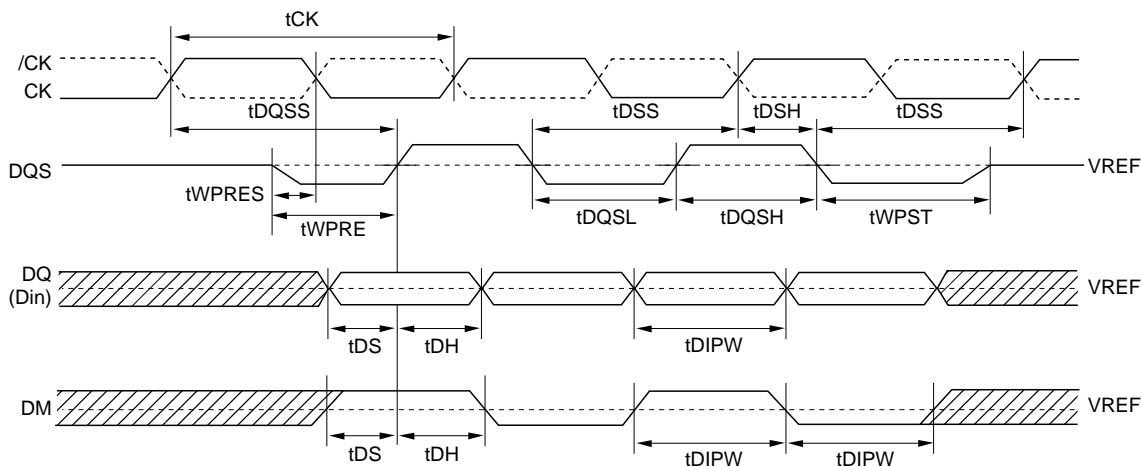 tCK
/CK
CK
tDQSS tDSS tDSH tDSS
DQS VREF
tWPRES
tWPRE tDQSL tDQSH tWPST
DQ
(Din) VREF
tDS tDH tDIPW
DM VREF
tDS tDH tDIPW tDIPW